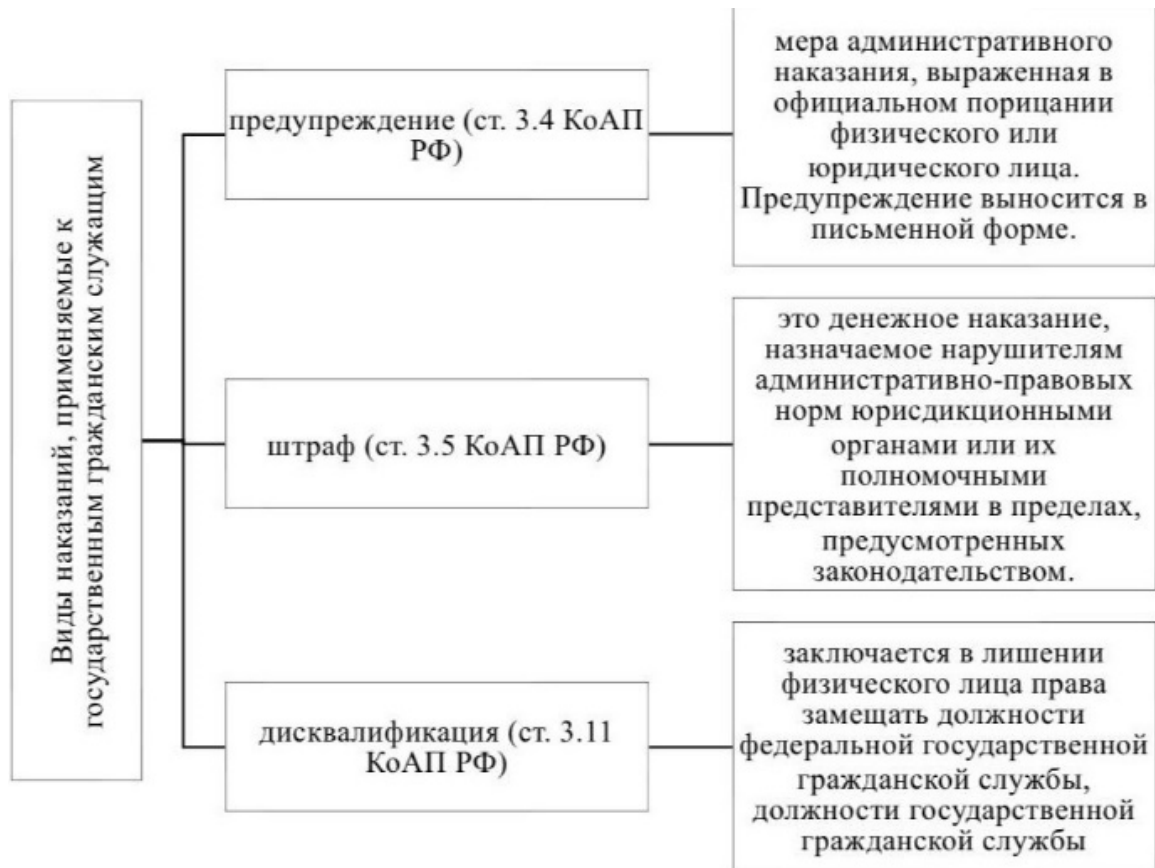 Виды наказаний, применяемые к
государственным гражданским служащим
предупреждение (ст. 3.4 КоАП
РФ)
мера административного
наказания, выраженная в
официальном порицании
физического или
юридического лица.
Предупреждение выносится в
письменной форме.
штраф (ст. 3.5 КоАП РФ)
это денежное наказание,
назначаемое нарушителям
административно-правовых
норм юрисдикционными
органами или их
полномочными
представителями в пределах,
предусмотренных
законодательством.
дисквалификация (ст. 3.11
КоАП РФ)
заключается в лишении
физического лица права
замещать должности
федеральной государственной
гражданской службы,
должности государственной
гражданской службы